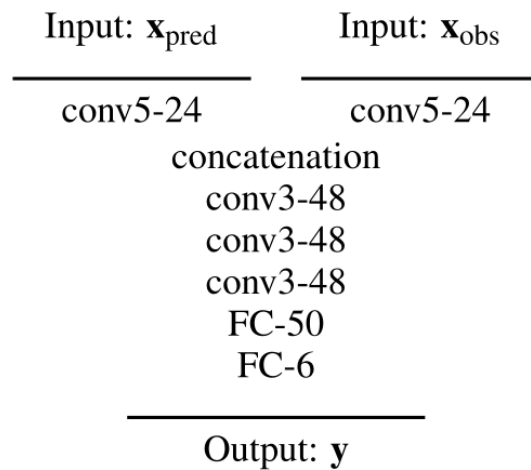 Input: x_pred Input: x_obs
conv5-24 conv5-24
concatenation
conv3-48
conv3-48
conv3-48
FC-50
FC-6
Output: y